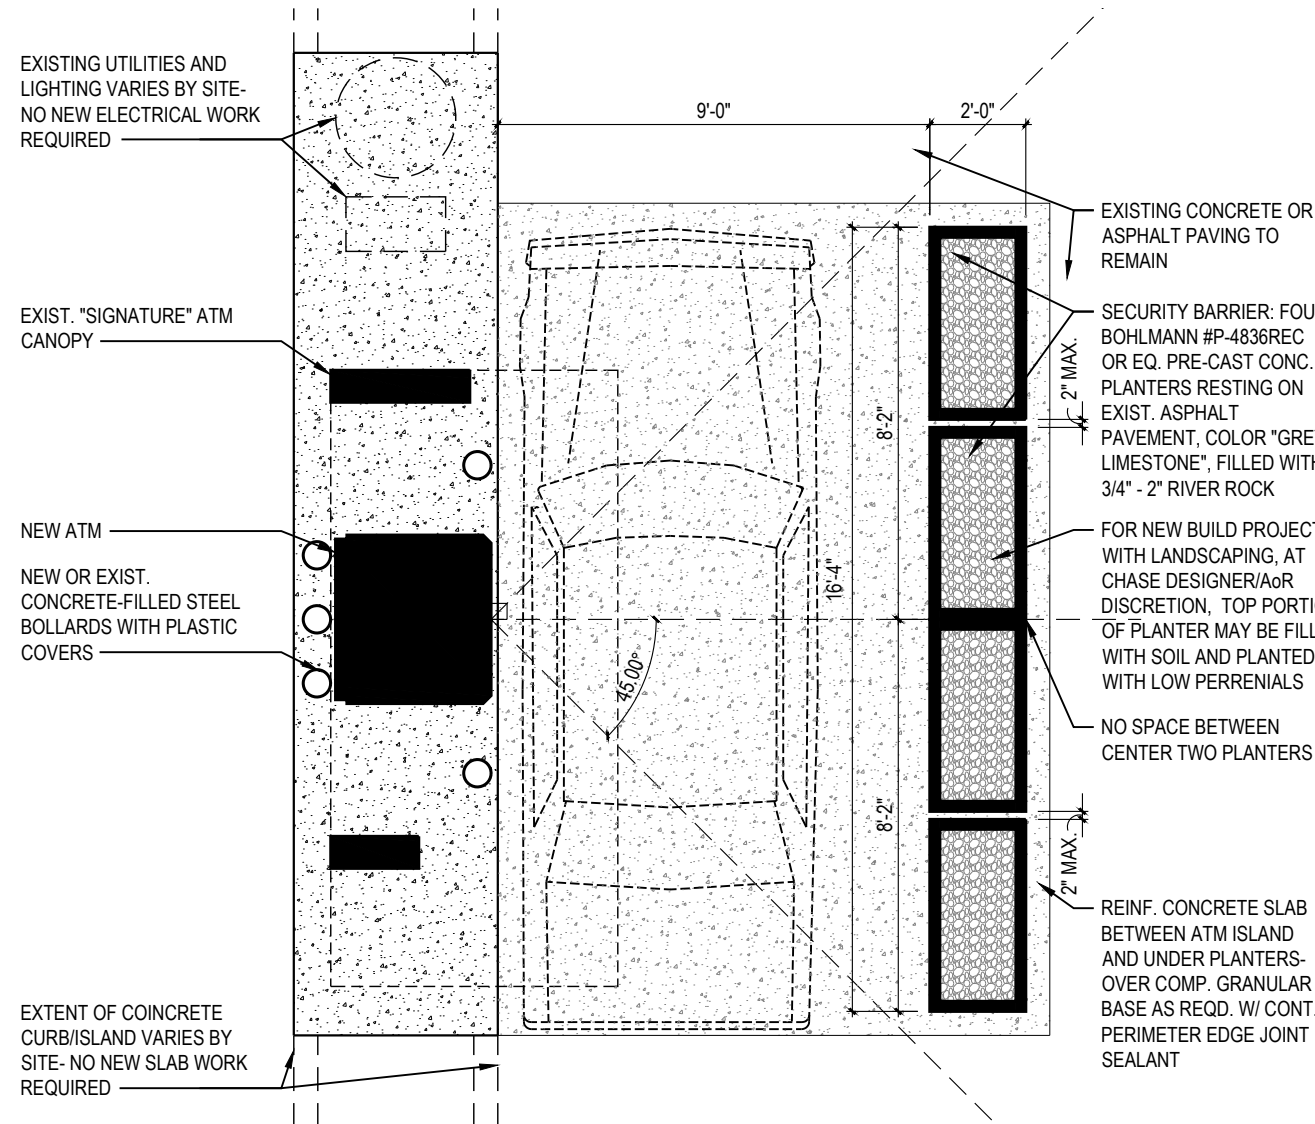 EXISTING UTILITIES AND
LIGHTING VARIES BY SITE-
NO NEW ELECTRICAL WORK
REQUIRED
EXIST. "SIGNATURE" ATM
CANOPY
NEW ATM
NEW OR EXIST.
CONCRETE-FILLED STEEL
BOLLARDS WITH PLASTIC
COVERS
EXTENT OF COINCRETE
CURB/ISLAND VARIES BY
SITE- NO NEW SLAB WORK
REQUIRED
9'-0"
2'-0"
8'-2"
16'-4"
8'-2"
45.00°
2" MAX.
2" MAX.
EXISTING CONCRETE OR
ASPHALT PAVING TO
REMAIN
SECURITY BARRIER: FOU
BOHLMANN #P-4836REC
OR EQ. PRE-CAST CONC.
PLANTERS RESTING ON
EXIST. ASPHALT
PAVEMENT, COLOR "GRE
LIMESTONE", FILLED WITH
3/4" - 2" RIVER ROCK
FOR NEW BUILD PROJECT
WITH LANDSCAPING, AT
CHASE DESIGNER/AoR
DISCRETION, TOP PORTI
OF PLANTER MAY BE FILL
WITH SOIL AND PLANTED
WITH LOW PERRENIALS
NO SPACE BETWEEN
CENTER TWO PLANTERS
REINF. CONCRETE SLAB
BETWEEN ATM ISLAND
AND UNDER PLANTERS-
OVER COMP. GRANULAR
BASE AS REQD. W/ CONT.
PERIMETER EDGE JOINT
SEALANT